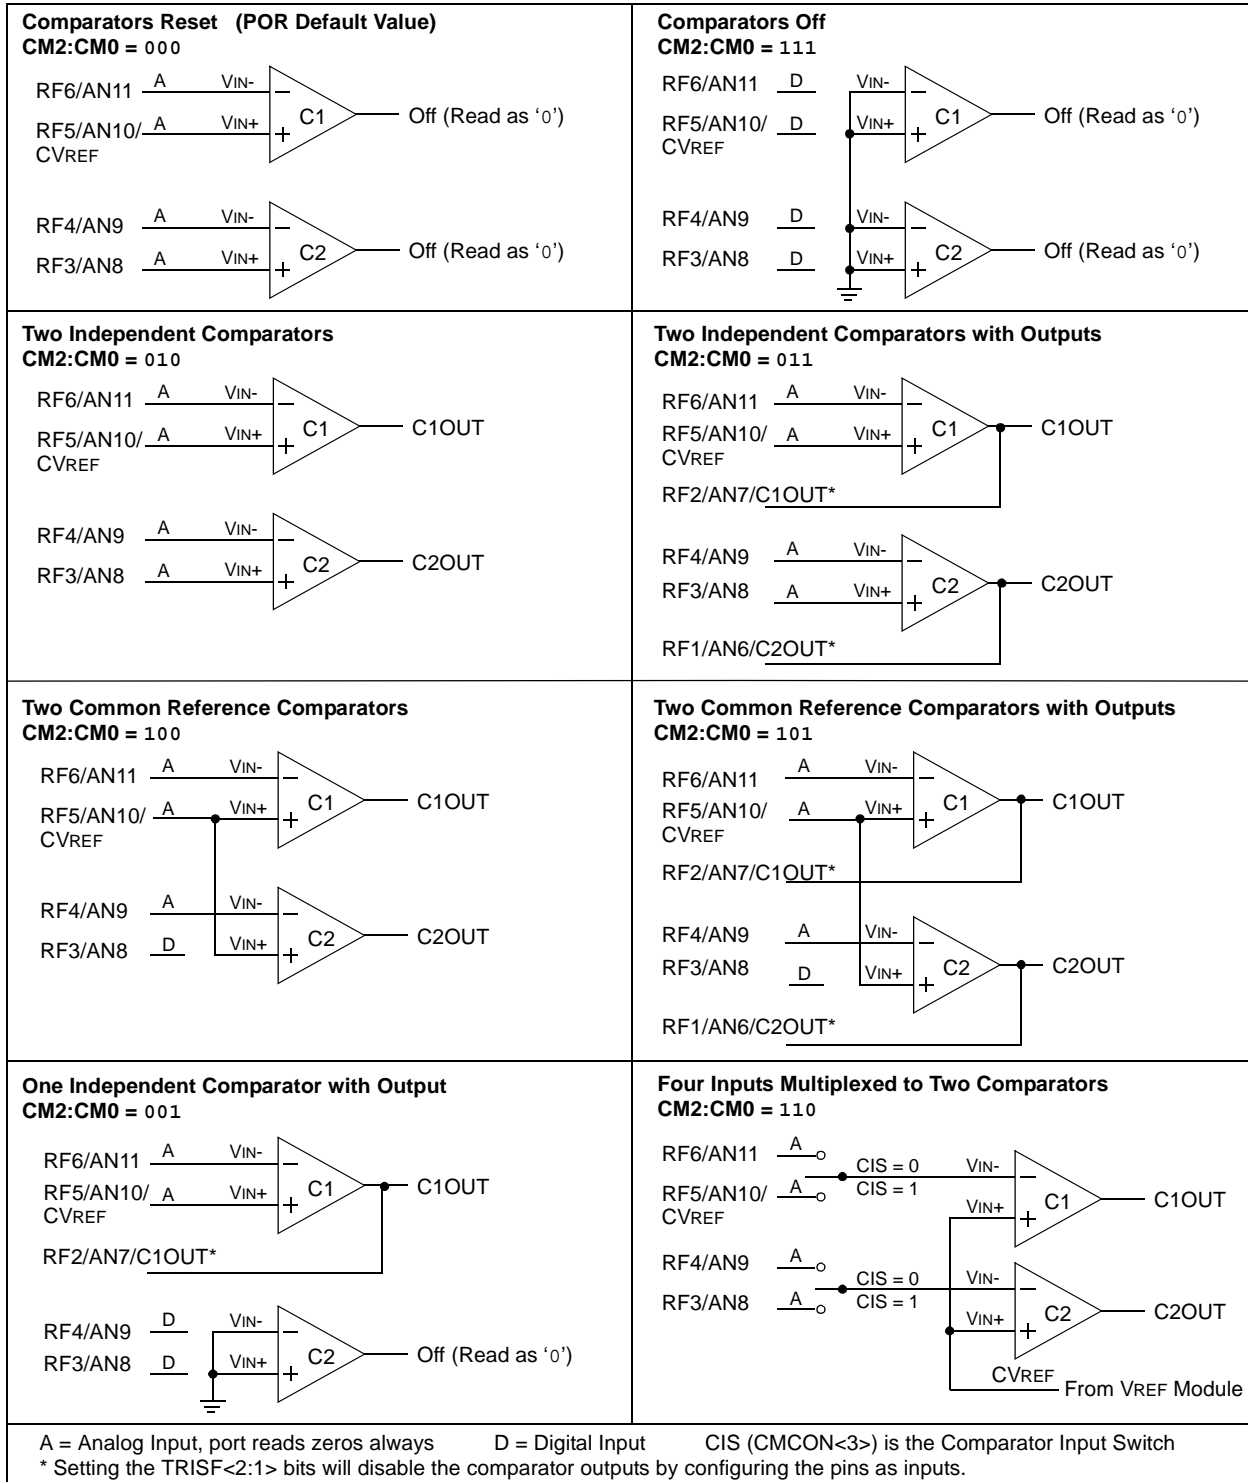 Comparators Reset (POR Default Value)
CM2:CM0 = 000
RF6/AN11 A VIN-
C1 Off (Read as ‘0’)
RF5/AN10/ A VIN+
CVREF
RF4/AN9 A VIN-
C2 Off (Read as ‘0’)
RF3/AN8 A VIN+
Comparators Off
CM2:CM0 = 111
RF6/AN11 D VIN-
C1 Off (Read as ‘0’)
RF5/AN10/ D VIN+
CVREF
RF4/AN9 D VIN-
C2 Off (Read as ‘0’)
RF3/AN8 D VIN+
Two Independent Comparators
CM2:CM0 = 010
RF6/AN11 A VIN-
C1 C1OUT
RF5/AN10/ A VIN+
CVREF
RF4/AN9 A VIN-
C2 C2OUT
RF3/AN8 A VIN+
Two Independent Comparators with Outputs
CM2:CM0 = 011
RF6/AN11 A VIN-
C1 C1OUT
RF5/AN10/ A VIN+
CVREF
RF2/AN7/C1OUT*
RF4/AN9 A VIN-
C2 C2OUT
RF3/AN8 A VIN+
RF1/AN6/C2OUT*
Two Common Reference Comparators
CM2:CM0 = 100
RF6/AN11 A VIN-
C1 C1OUT
RF5/AN10/ A VIN+
CVREF
RF4/AN9 A VIN-
C2 C2OUT
RF3/AN8 D VIN+
Two Common Reference Comparators with Outputs
CM2:CM0 = 101
RF6/AN11 A VIN-
C1 C1OUT
RF5/AN10/ A VIN+
CVREF
RF2/AN7/C1OUT*
RF4/AN9 A VIN-
C2 C2OUT
RF3/AN8 D VIN+
RF1/AN6/C2OUT*
One Independent Comparator with Output
CM2:CM0 = 001
RF6/AN11 A VIN-
C1 C1OUT
RF5/AN10/ A VIN+
CVREF
RF2/AN7/C1OUT*
RF4/AN9 D VIN-
C2 Off (Read as ‘0’)
RF3/AN8 D VIN+
Four Inputs Multiplexed to Two Comparators
CM2:CM0 = 110
RF6/AN11 A
CIS = 0 VIN-
RF5/AN10/ A CIS = 1
CVREF
VIN+ C1 C1OUT
RF4/AN9 A
CIS = 0 VIN-
RF3/AN8 A CIS = 1
VIN+ C2 C2OUT
CVREF
From VREF Module
A = Analog Input, port reads zeros always D = Digital Input CIS (CMCON<3>) is the Comparator Input Switch
* Setting the TRISF<2:1> bits will disable the comparator outputs by configuring the pins as inputs.